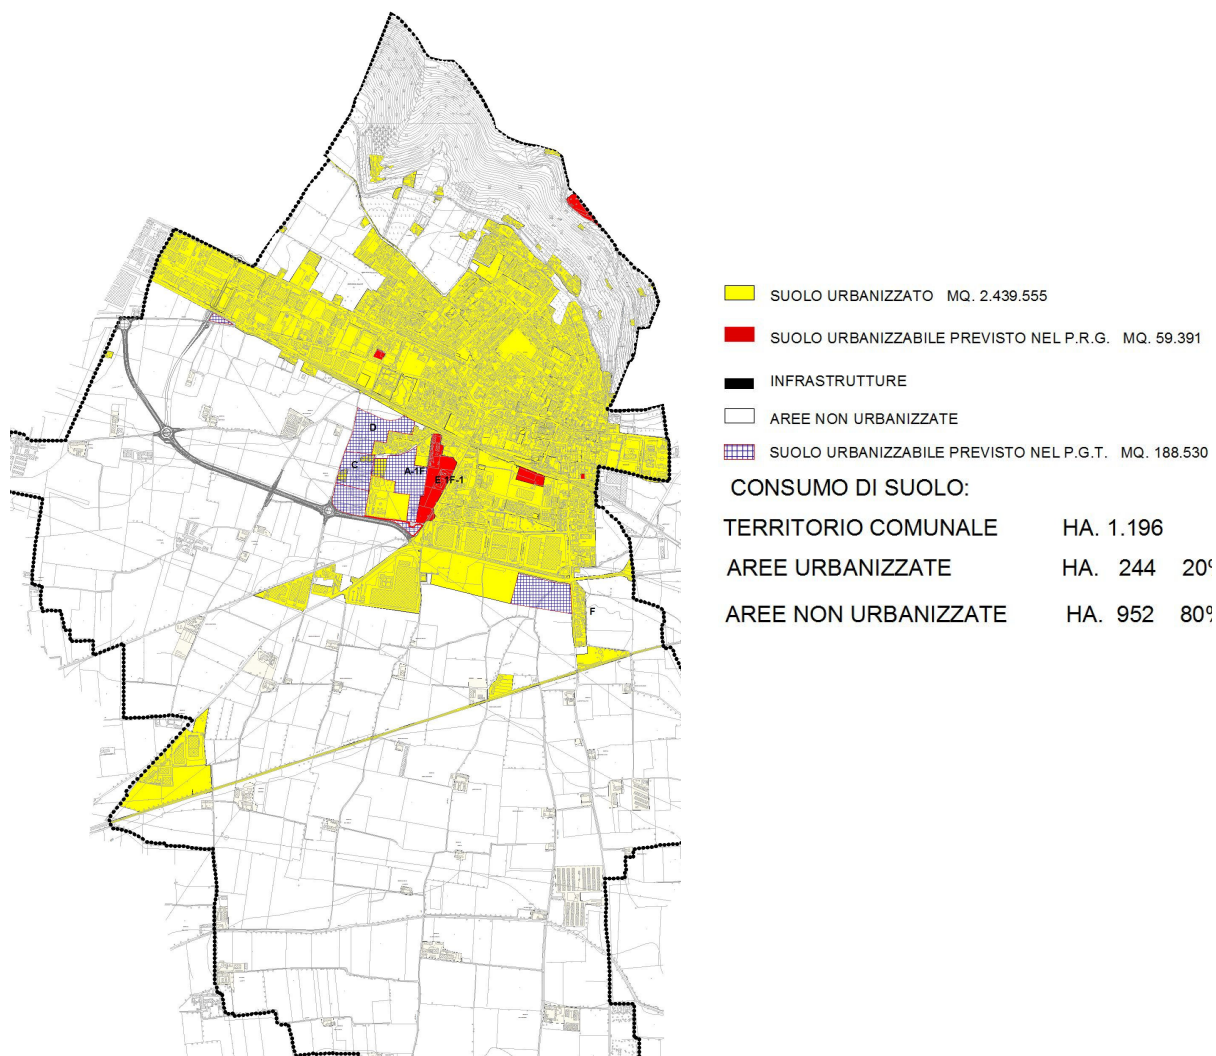 D
C
A-1F
E 1F-1
F
SUOLO URBANIZZATO MQ. 2.439.555
SUOLO URBANIZZABILE PREVISTO NEL P.R.G. MQ. 59.391
INFRASTRUTTURE
AREE NON URBANIZZATE
SUOLO URBANIZZABILE PREVISTO NEL P.G.T. MQ. 188.530
CONSUMO DI SUOLO:
TERRITORIO COMUNALE HA. 1.196
AREE URBANIZZATE HA. 244 20%
AREE NON URBANIZZATE HA. 952 80%